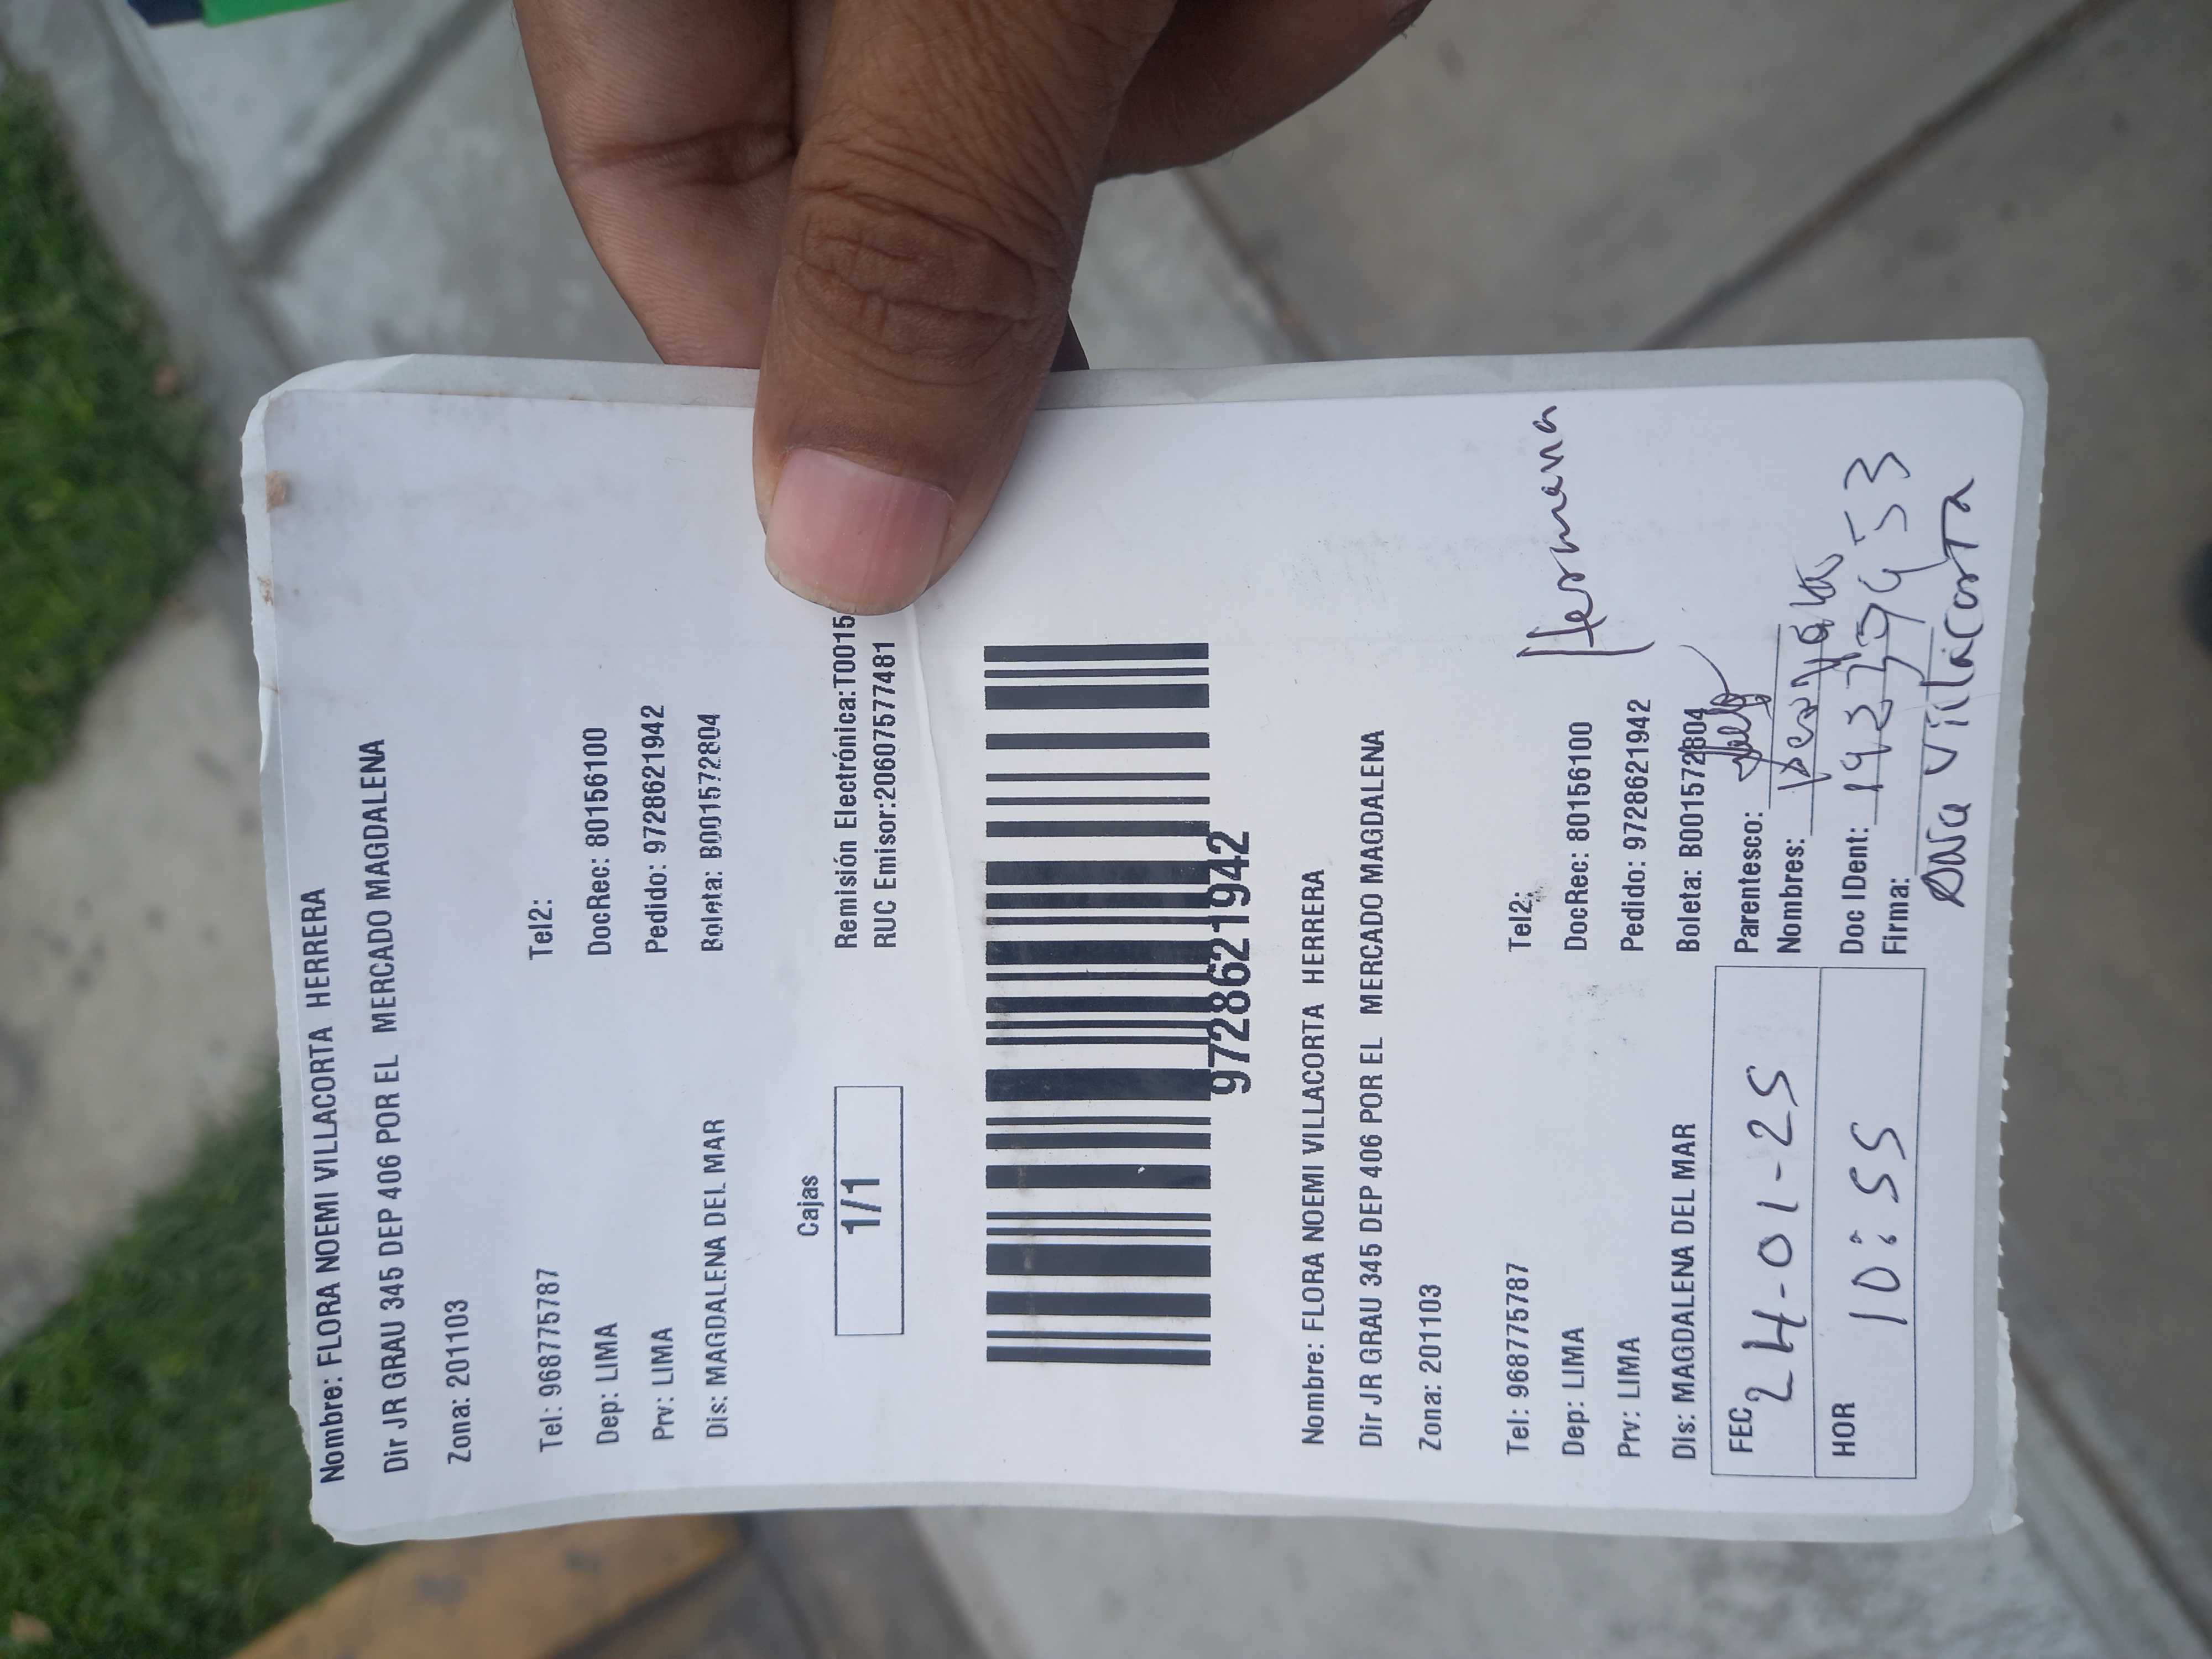 Nombre: FLORA NOEMI VILLACORTA HERRERA
Dir JR GRAU 345 DEP 406 POR EL MERCADO MAGDALENA
Zona: 201103
Tel: 968775787 Tel2:
Dep: LIMA DocRec: 80156100
Prv: LIMA Pedido: 972862 1942
Dis: MAGDALENA DEL MAR Boleta: B001572804
Cajas
1/1
Remisión Electrónica:T0015
RUC Emisor:20607577481
9728621942
Nombre: FLORA NOEMI VILLACORTA HERRERA
Dir JR GRAU 345 DEP 406 POR EL MERCADO MAGDALENA
Zona: 201103
Tel: 968775787 Tel2:
Hermana
Dep: LIMA DocRec: 80156100
Prv: LIMA Pedido: 9728621942
Dis: MAGDALENA DEL MAR Boleta: B001572804
FEC 24-01-25 Parentesco:
Nombres:
HOR 10:55 Doc IDent:
Firma:
Ana Villacorta